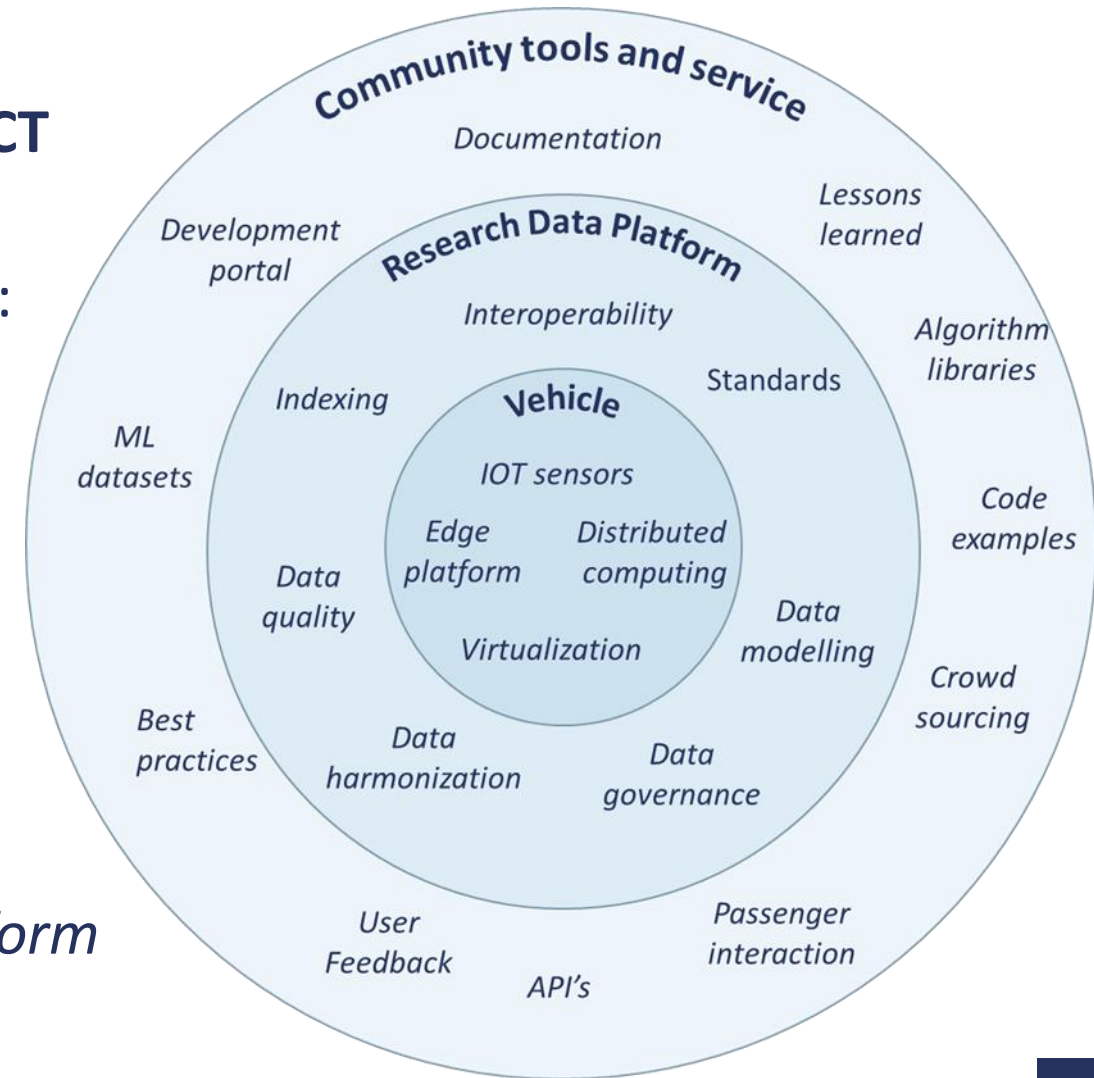 CT
:
form
Community tools and service
Documentation
Lessons
learned
Development
portal
Algorithm
libraries
ML
datasets
Code
examples
Crowd
sourcing
Best
practices
User
Feedback
API's
Passenger
interaction
Research Data Platform
Interoperability
Standards
Indexing
Data
quality
Data
modelling
Data
harmonization
Data
governance
Vehicle
IOT sensors
Edge
platform
Distributed
computing
Virtualization